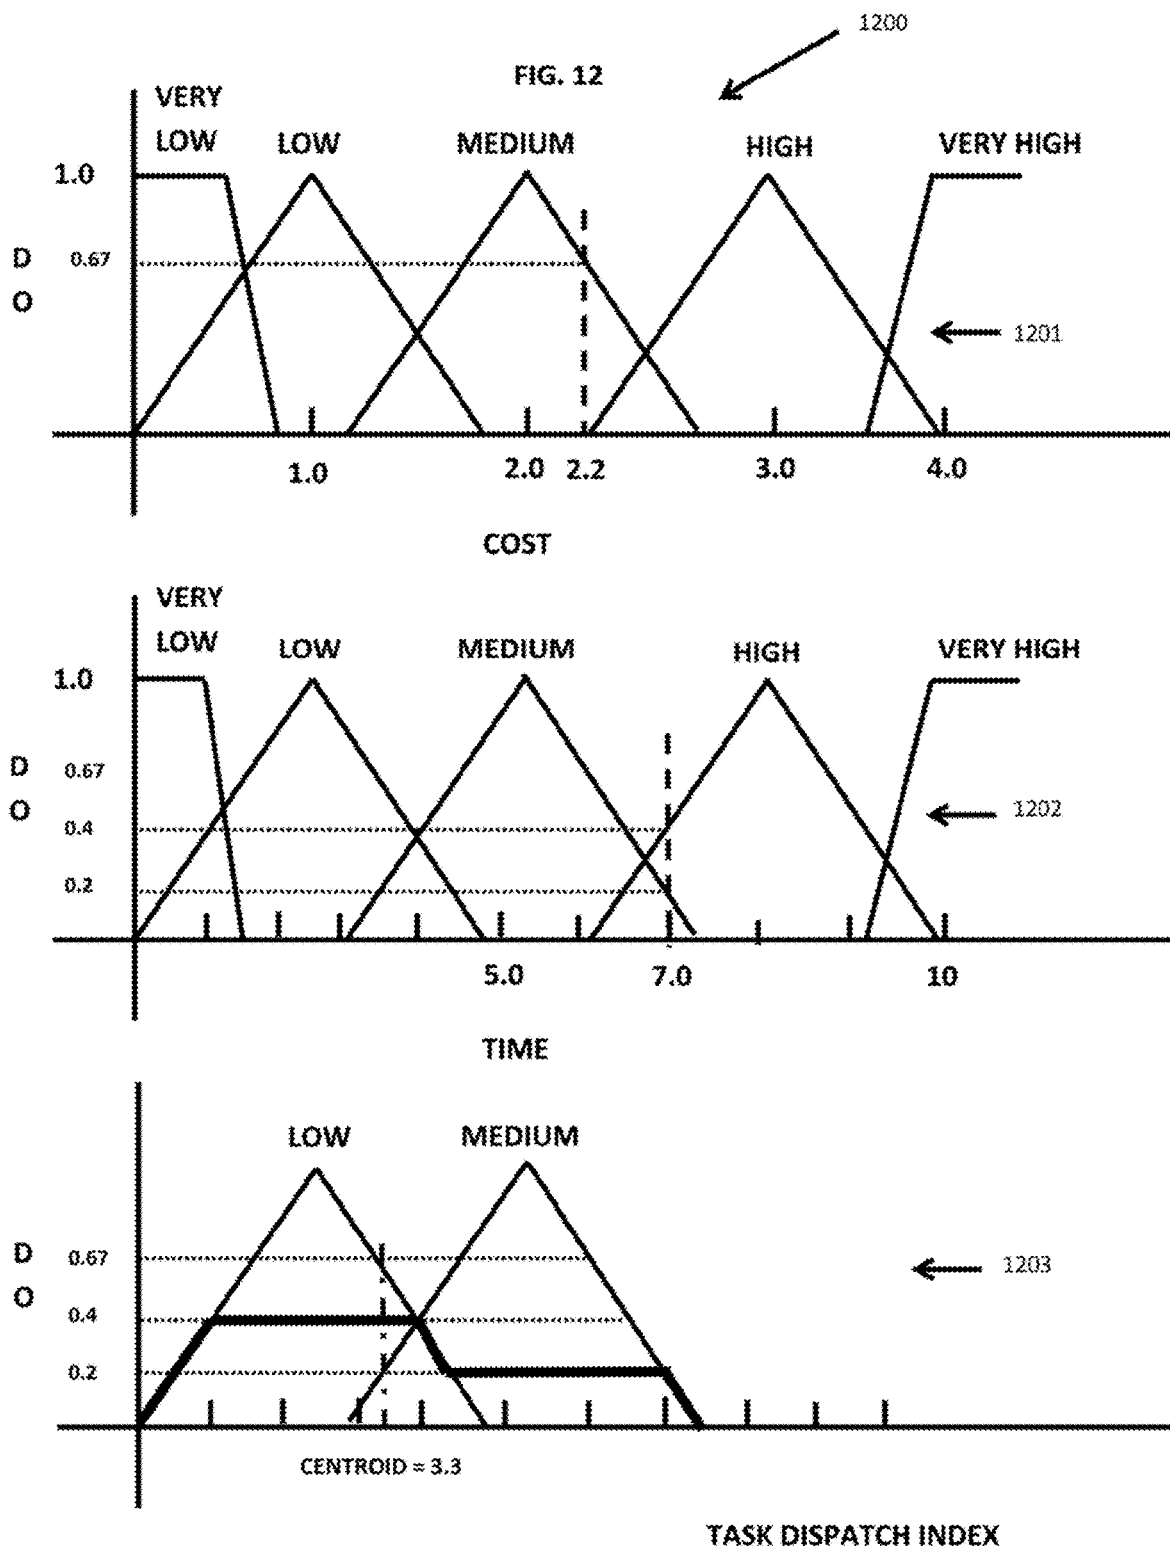 1200
FIG. 12
VERY
LOW
LOW
MEDIUM
HIGH
VERY HIGH
1.0
D
O
0.67
1201
1.0
2.0
2.2
3.0
4.0
COST
VERY
LOW
LOW
MEDIUM
HIGH
VERY HIGH
1.0
D
O
0.67
0.4
0.2
1202
5.0
7.0
10
TIME
LOW
MEDIUM
D
O
0.67
0.4
0.2
1203
CENTROID = 3.3
TASK DISPATCH INDEX